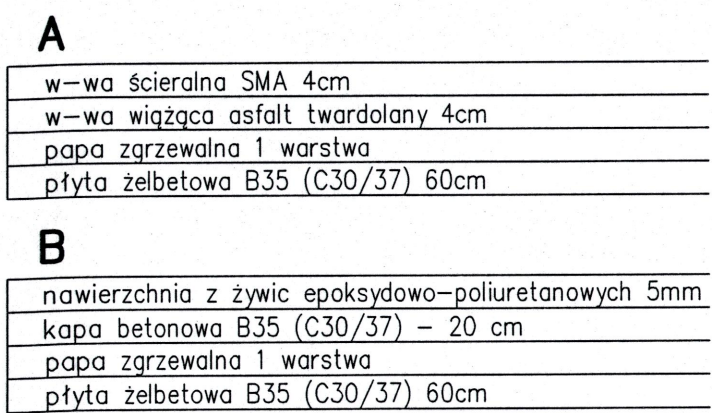 A
w-wa ścieralna SMA 4cm
w-wa wiążąca asfalt twardolany 4cm
papa zgrzewalna 1 warstwa
płyta żelbetowa B35 (C30/37) 60cm
B
nawierzchnia z żywic epoksydowo-poliuretanowych 5mm
kapa betonowa B35 (C30/37) - 20 cm
papa zgrzewalna 1 warstwa
płyta żelbetowa B35 (C30/37) 60cm